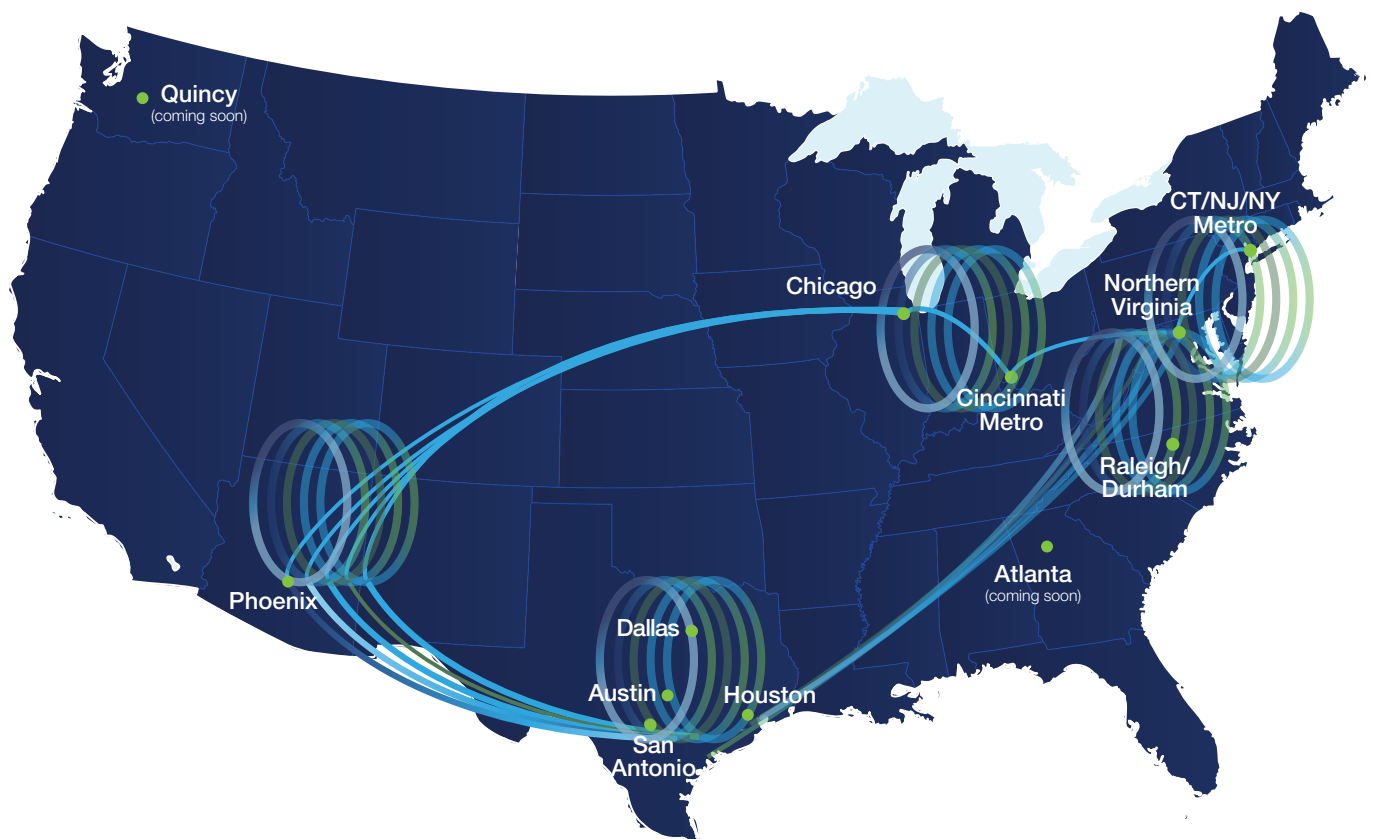 Quincy
(coming soon)
CT/NJ/NY
Metro
Chicago
Northern
Virginia
Cincinnati
Metro
Raleigh/
Durham
Atlanta
(coming soon)
Phoenix
Dallas
Austin
Houston
San
Antonio